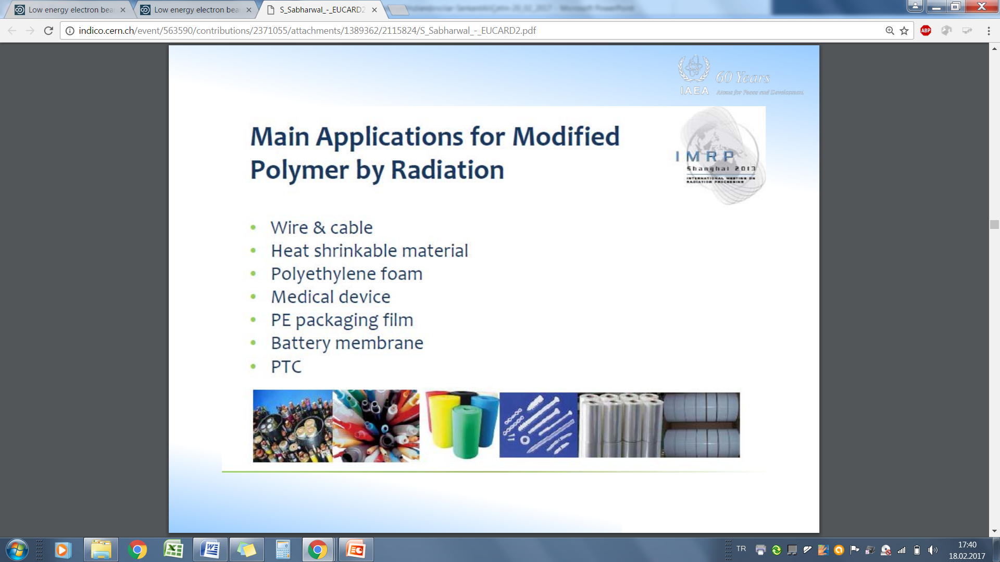 Low energy electron bea
Low energy electron bea
S_Sabharwal_-_EUCARD2
indico.cern.ch/event/563590/contributions/2371055/attachments/1389362/2115824/S_Sabharwal_-_EUCARD2.pdf
ABP
60 Years
IAEA
Atoms for Peace and Development
Main Applications for Modified
Polymer by Radiation
IMRP
Shanghai 2013
INTERNATIONAL MEETING ON
RADIATION PROCESSING
• Wire & cable
• Heat shrinkable material
• Polyethylene foam
• Medical device
• PE packaging film
• Battery membrane
• PTC
TR
17:40
18.02.2017